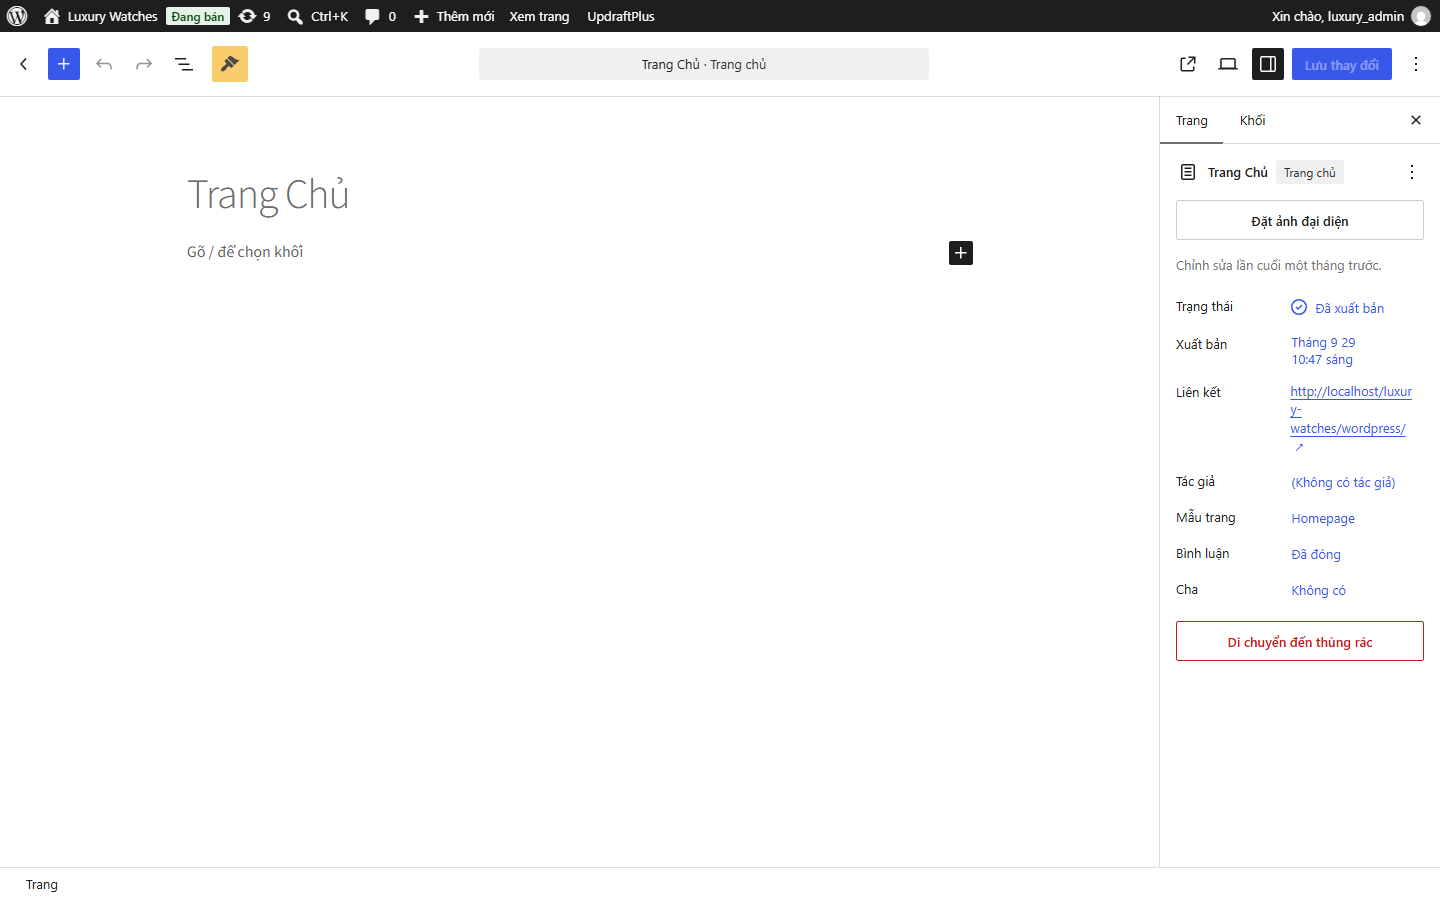 Luxury Watches Đang bán 9 Ctrl+K 0 Thêm mới Xem trang UpdraftPlus Xin chào, luxury_admin
Trang Chủ · Trang chủ Lưu thay đổi
Trang Khối
Trang Chủ
Gõ / để chọn khối
Trang Chủ Trang chủ
Đặt ảnh đại diện
Chỉnh sửa lần cuối một tháng trước.
Trạng thái Đã xuất bản
Xuất bản Tháng 9 29
10:47 sáng
Liên kết http://localhost/luxur
y-
watches/wordpress/
↗
Tác giả (Không có tác giả)
Mẫu trang Homepage
Bình luận Đã đóng
Cha Không có
Di chuyển đến thùng rác
Trang